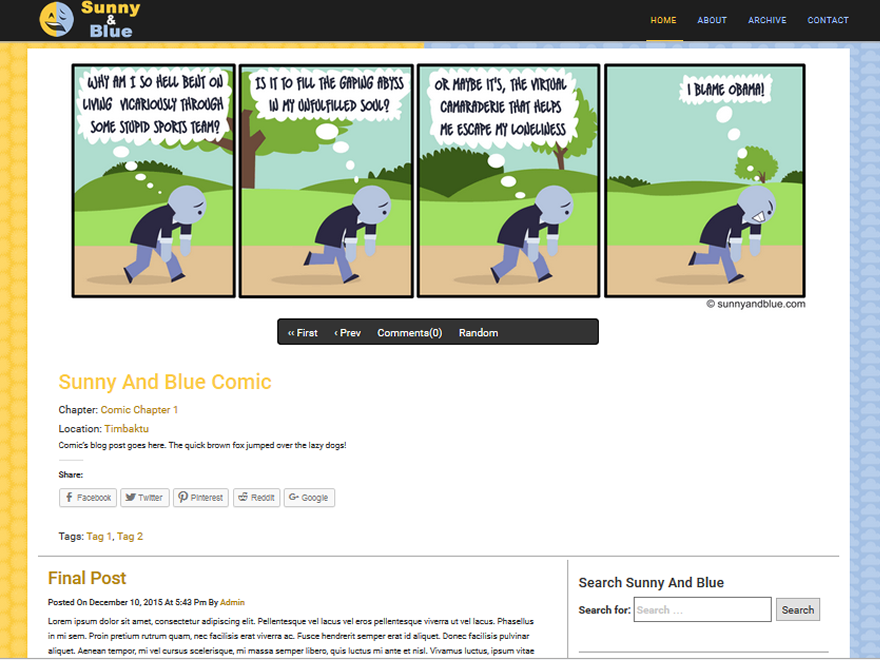 Sunny
&
Blue
HOME ABOUT ARCHIVE CONTACT
WHY AM I SO HELL BENT ON
LIVING VICARIOUSLY THROUGH
SOME STUPID SPORTS TEAM?
IS IT TO FILL THE GAPING ABYSS
IN MY UNFULFILLED SOUL?
OR MAYBE IT'S, THE VIRTUAL
CAMARADERIE THAT HELPS
ME ESCAPE MY LONELINESS
I BLAME OBAMA!
© sunnyandblue.com
‹‹ First ‹ Prev Comments(0) Random
Sunny And Blue Comic
Chapter: Comic Chapter 1
Location: Timbaktu
Comic's blog post goes here. The quick brown fox jumped over the lazy dogs!
Share:
Facebook Twitter Pinterest Reddit Google
Tags: Tag 1, Tag 2
Final Post
Posted On December 10, 2015 At 5:43 Pm By Admin
Lorem ipsum dolor sit amet, consectetur adipiscing elit. Pellentesque vel lacus vel eros pellentesque viverra ut vel lacus. Phasellus
in mi sem. Proin pretium rutrum quam, nec facilisis erat viverra ac. Fusce hendrerit semper erat id aliquet. Donec facilisis pulvinar
aliquet. Aenean tempor, mi vel cursus scelerisque, mi massa semper libero, quis luctus mi ante et nisl. Vivamus luctus, ipsum vitae
Search Sunny And Blue
Search for: Search ... Search